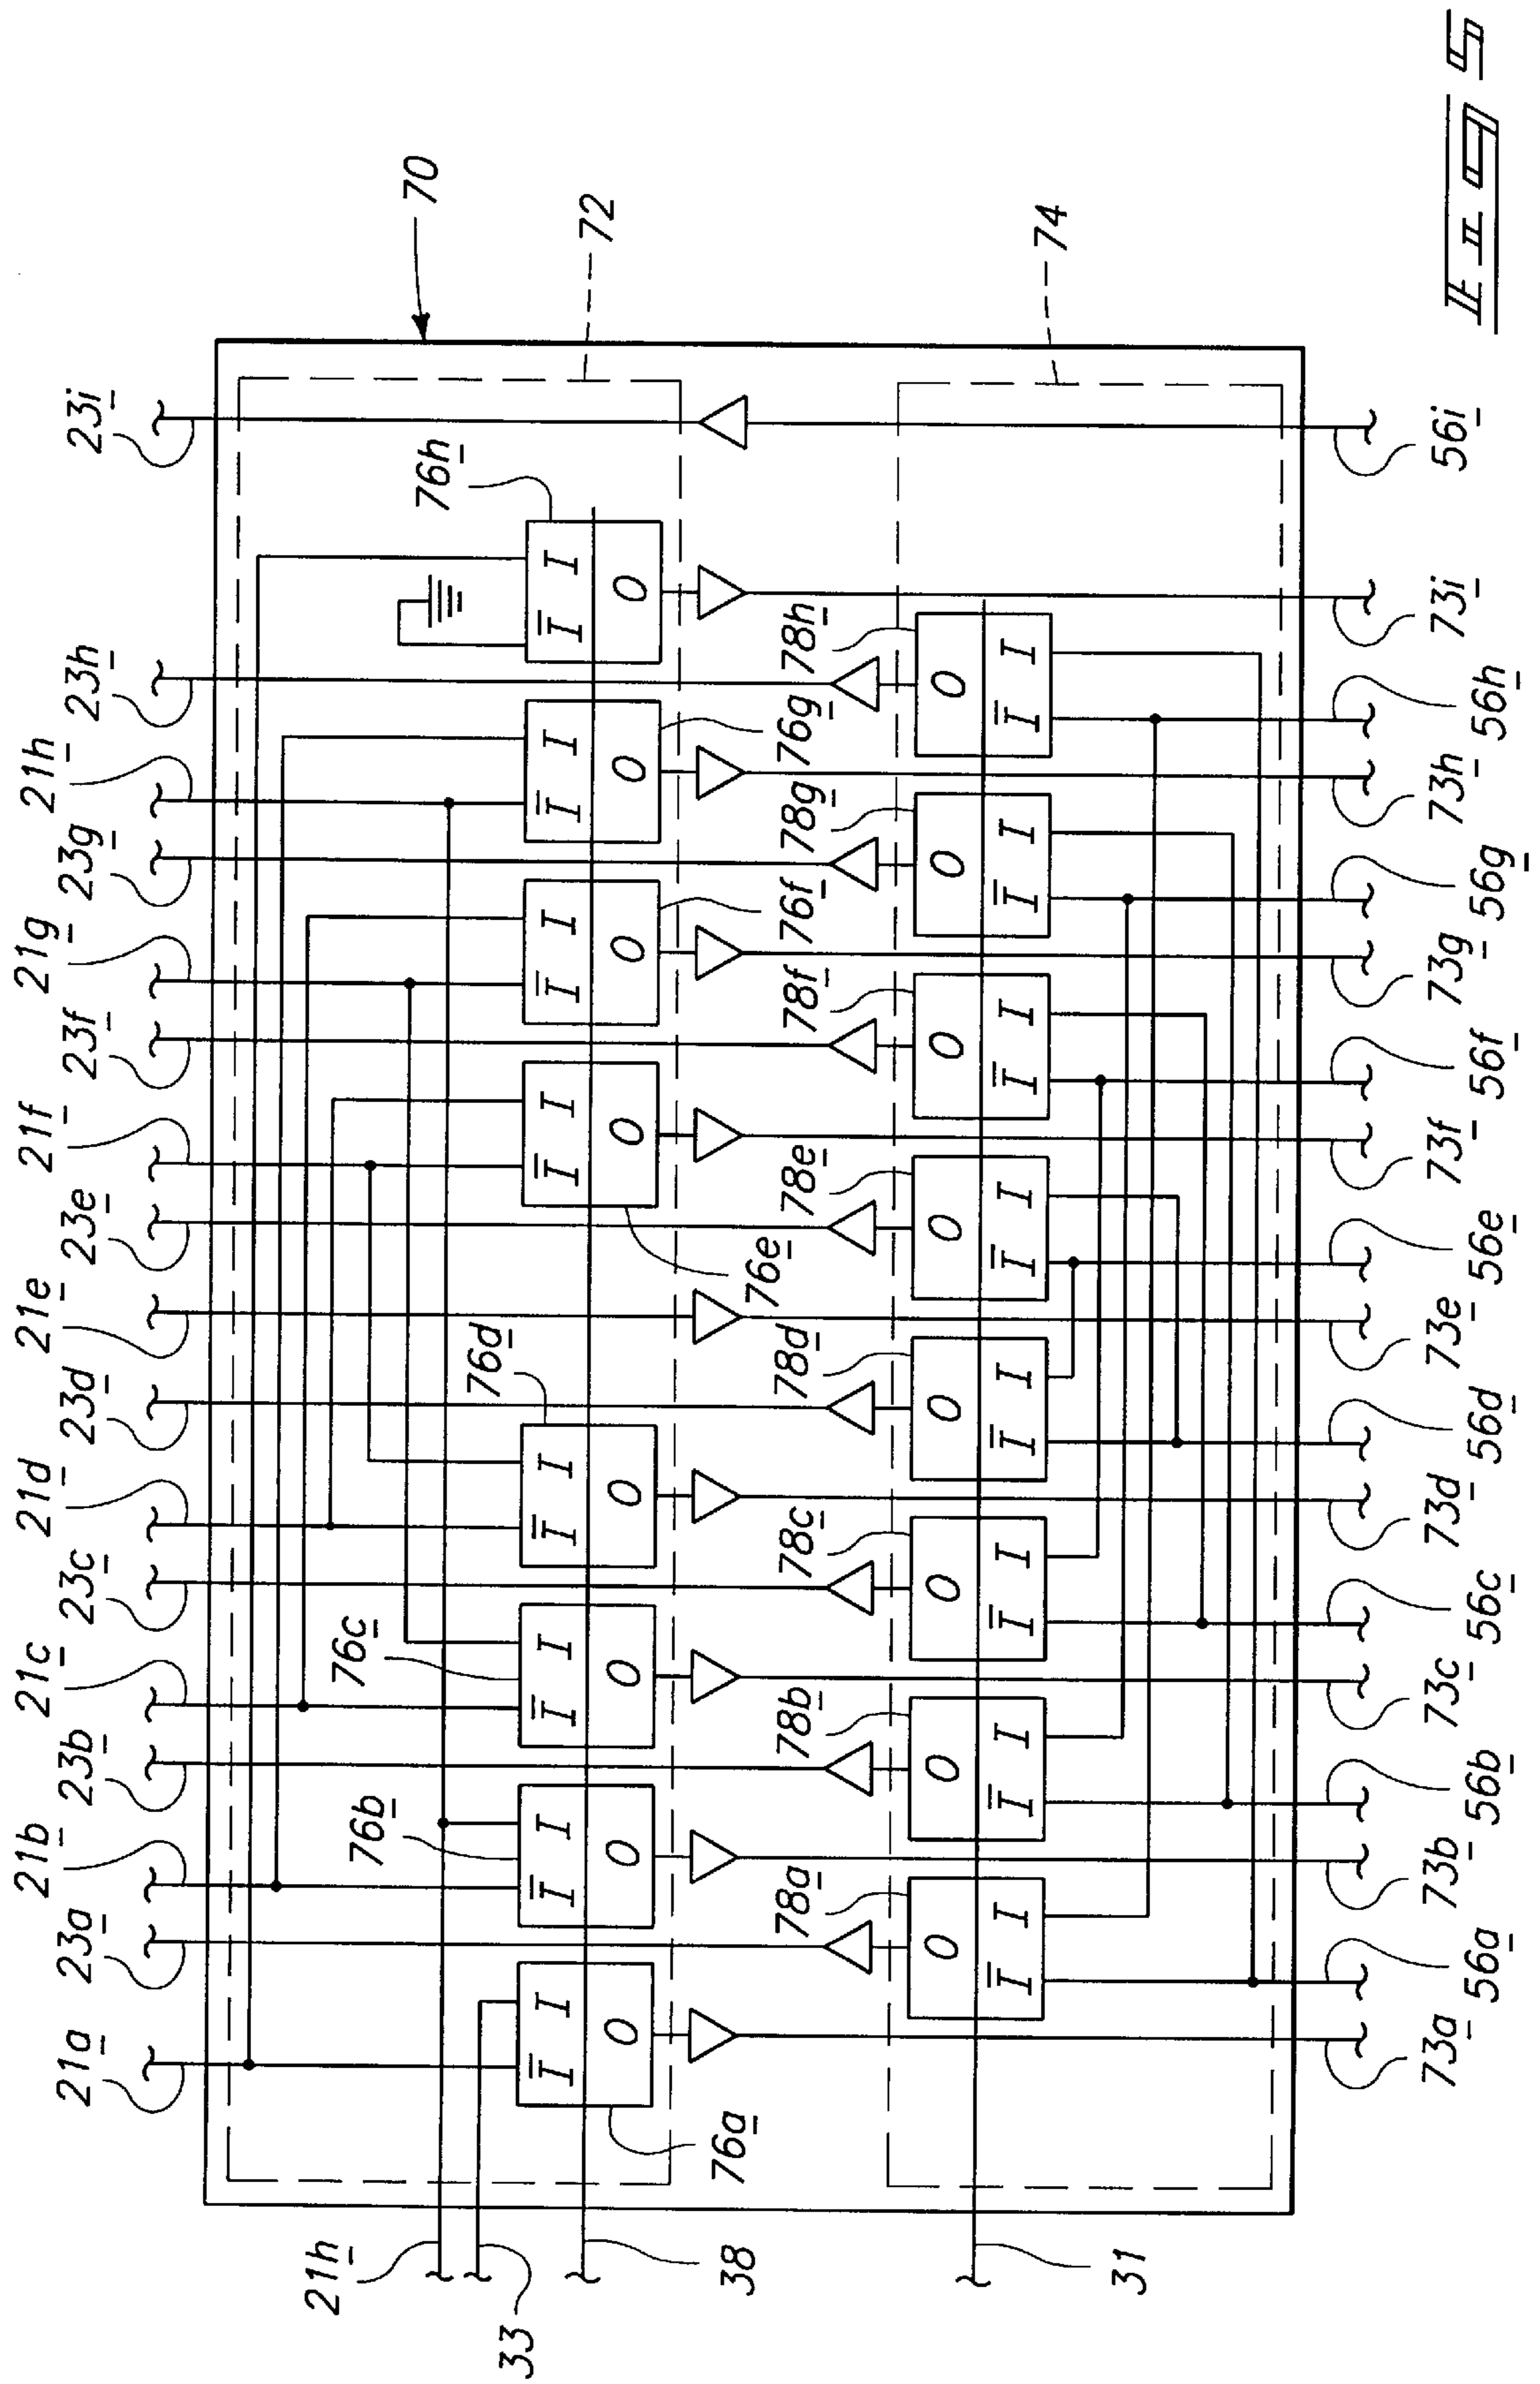 21a
23a
21b
23b
21c
23c
21d
23d
21e
23e
21f
23f
21g
23g
21h
23h
23i
70
72
74
21h
33
38
31
76a
I̅ I
O
76b
I̅ I
O
76c
I̅ I
O
76d
I̅ I
O
76e
I̅ I
O
76f
I̅ I
O
76g
I̅ I
O
76h
I̅ I
O
78a
O
I̅ I
78b
O
I̅ I
78c
O
I̅ I
78d
O
I̅ I
78e
O
I̅ I
78f
O
I̅ I
78g
O
I̅ I
78h
O
I̅ I
73a
56a
73b
56b
73c
56c
73d
56d
73e
56e
73f
56f
73g
56g
73h
56h
73i
56i
FIG 5